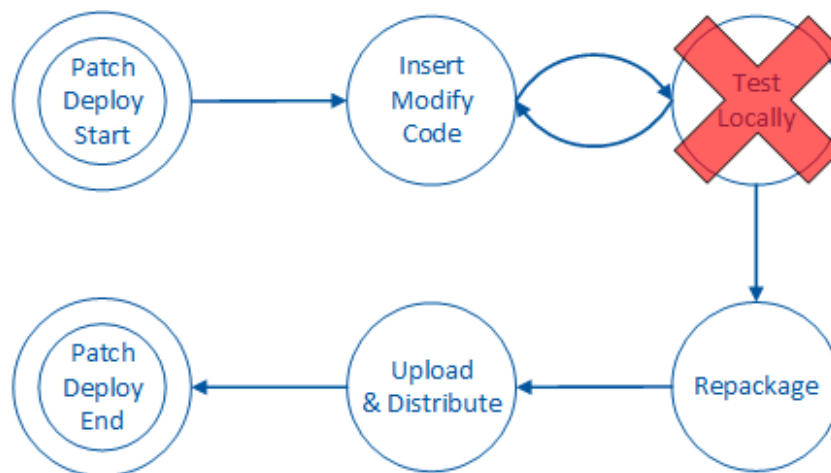 Patch
Deploy
Start
Insert
Modify
Code
Test
Locally
Repackage
Upload
& Distribute
Patch
Deploy
End